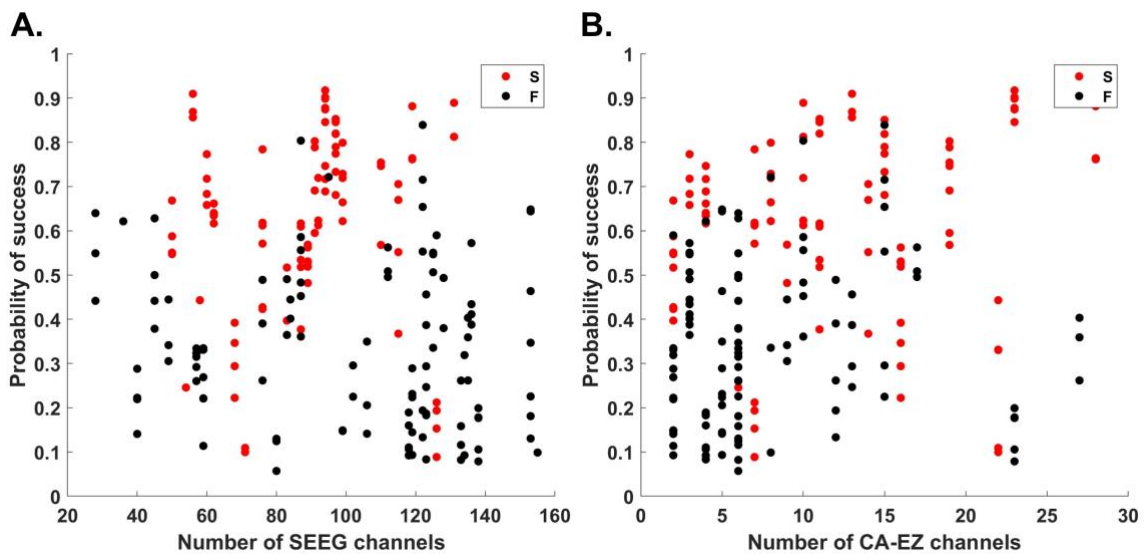 A.
Probability of success
1
0.9
0.8
0.7
0.6
0.5
0.4
0.3
0.2
0.1
0
20 40 60 80 100 120 140 160
Number of SEEG channels
S
F
B.
Probability of success
1
0.9
0.8
0.7
0.6
0.5
0.4
0.3
0.2
0.1
0
0 5 10 15 20 25 30
Number of CA-EZ channels
S
F